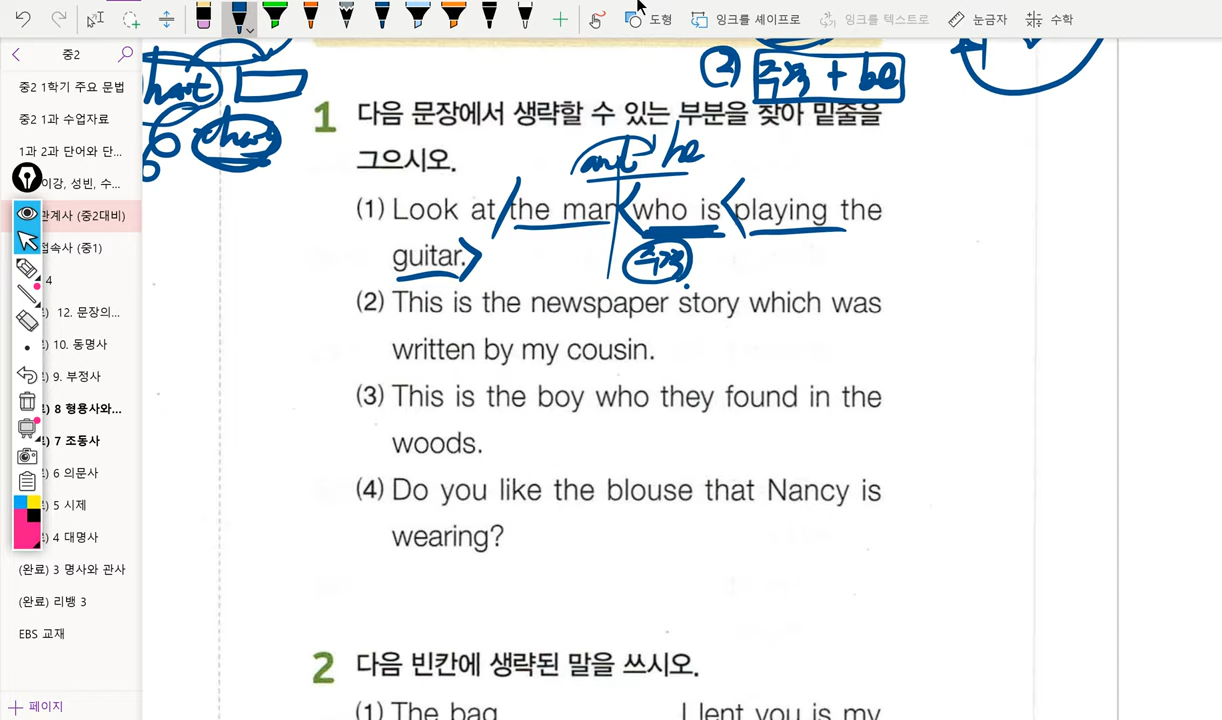 도형
잉크를 셰이프로
잉크를 텍스트로
눈금자
수학
중2
중2 1학기 주요 문법
중2 1과 수업자료
1과 2과 단어와 단...
이강, 성빈, 수...
관계사 (중2대비)
접속사 (중1)
4
12. 문장의...
10. 동명사
9. 부정사
8 형용사와...
7 조동사
6 의문사
5 시제
4 대명사
(완료) 3 명사와 관사
(완료) 리뱅 3
EBS 교재
페이지
(2) 주격 + be
1 다음 문장에서 생략할 수 있는 부분을 찾아 밑줄을
그으시오.
and he
(1) Look at the man who is playing the
guitar.
주격
(2) This is the newspaper story which was
written by my cousin.
(3) This is the boy who they found in the
woods.
(4) Do you like the blouse that Nancy is
wearing?
2 다음 빈칸에 생략된 말을 쓰시오.
(1) The bag I lent you is my